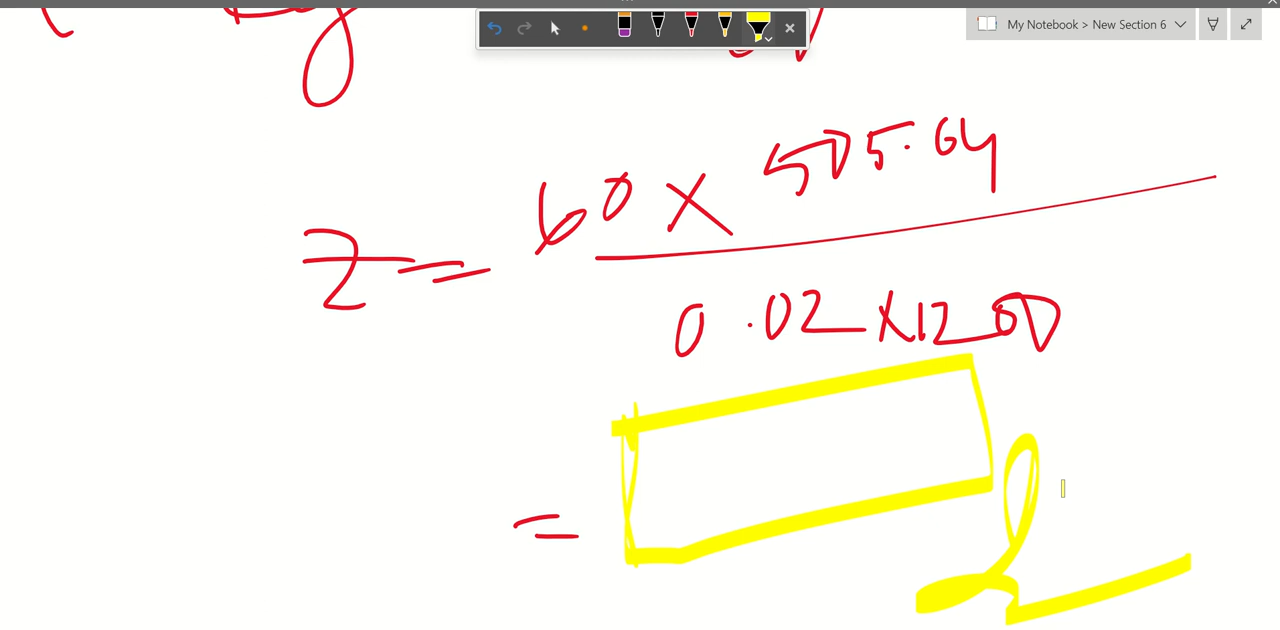 My Notebook > New Section 6
Z = 60 X 505.64
0.02 X 1200
=